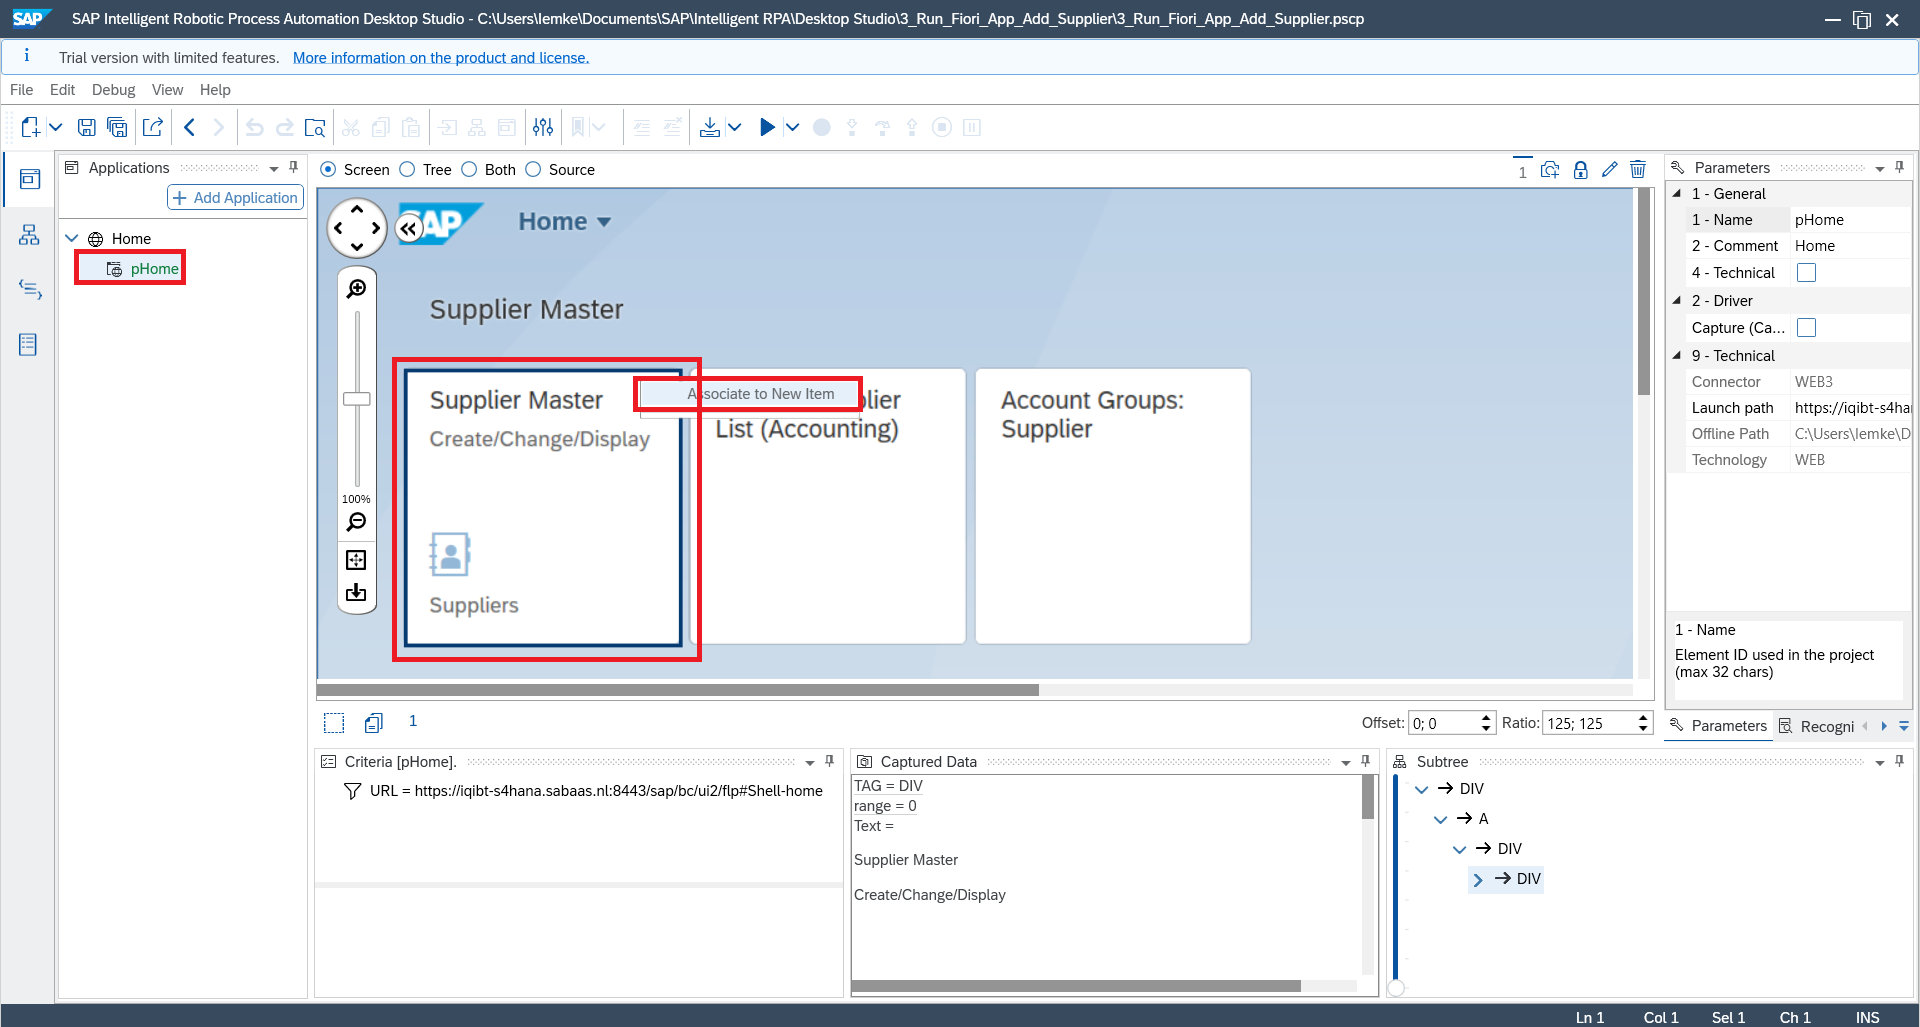 SAP SAP Intelligent Robotic Process Automation Desktop Studio - C:\Users\lemke\Documents\SAP\Intelligent RPA\Desktop Studio\3_Run_Fiori_App_Add_Supplier\3_Run_Fiori_App_Add_Supplier.pscp
i Trial version with limited features. More information on the product and license.
File Edit Debug View Help
Applications
+ Add Application
Home
pHome
Screen Tree Both Source
1
SAP Home
Supplier Master
Supplier Master
Create/Change/Display
Suppliers
Associate to New Item
lier
List (Accounting)
Account Groups:
Supplier
100%
1
Offset: 0; 0 Ratio: 125; 125
Criteria [pHome].
URL = https://iqibt-s4hana.sabaas.nl:8443/sap/bc/ui2/flp#Shell-home
Captured Data
TAG = DIV
range = 0
Text =
Supplier Master
Create/Change/Display
Parameters
1 - General
1 - Name pHome
2 - Comment Home
4 - Technical
2 - Driver
Capture (Ca...
9 - Technical
Connector WEB3
Launch path https://iqibt-s4han
Offline Path C:\Users\lemke\D
Technology WEB
1 - Name
Element ID used in the project
(max 32 chars)
Parameters Recogni
Subtree
DIV
A
DIV
DIV
Ln 1 Col 1 Sel 1 Ch 1 INS